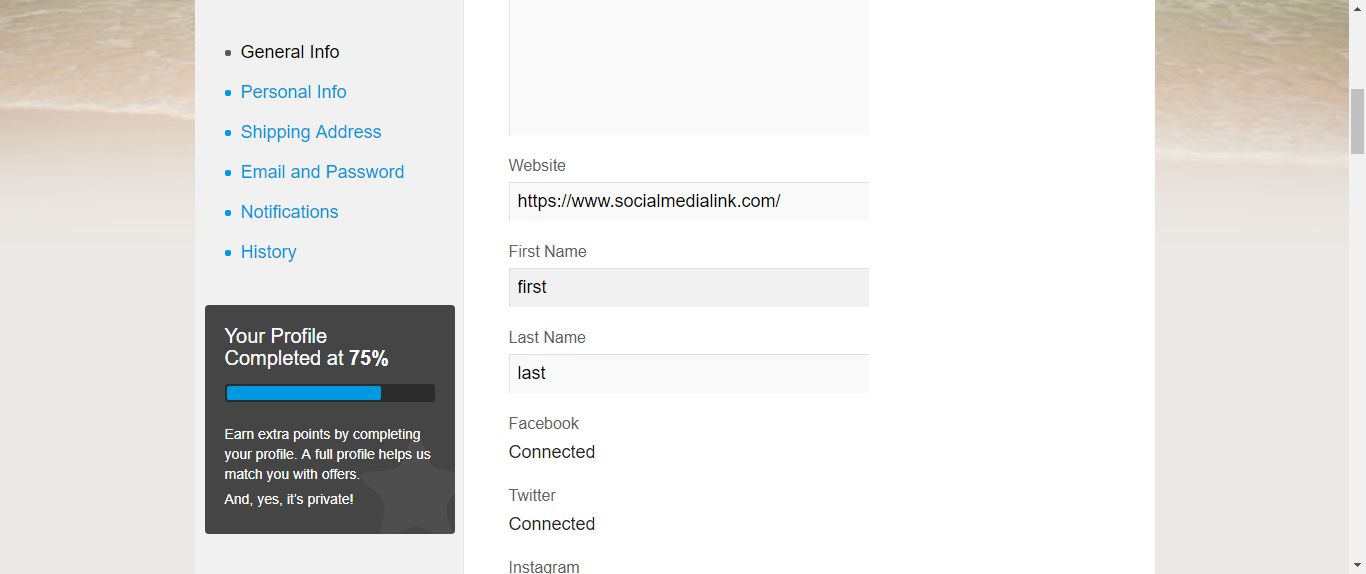 General Info
Personal Info
Shipping Address
Email and Password
Notifications
History
Your Profile
Completed at 75%
Earn extra points by completing
your profile. A full profile helps us
match you with offers.
And, yes, it's private!
Website
https://www.socialmedialink.com/
First Name
first
Last Name
last
Facebook
Connected
Twitter
Connected
Instagram